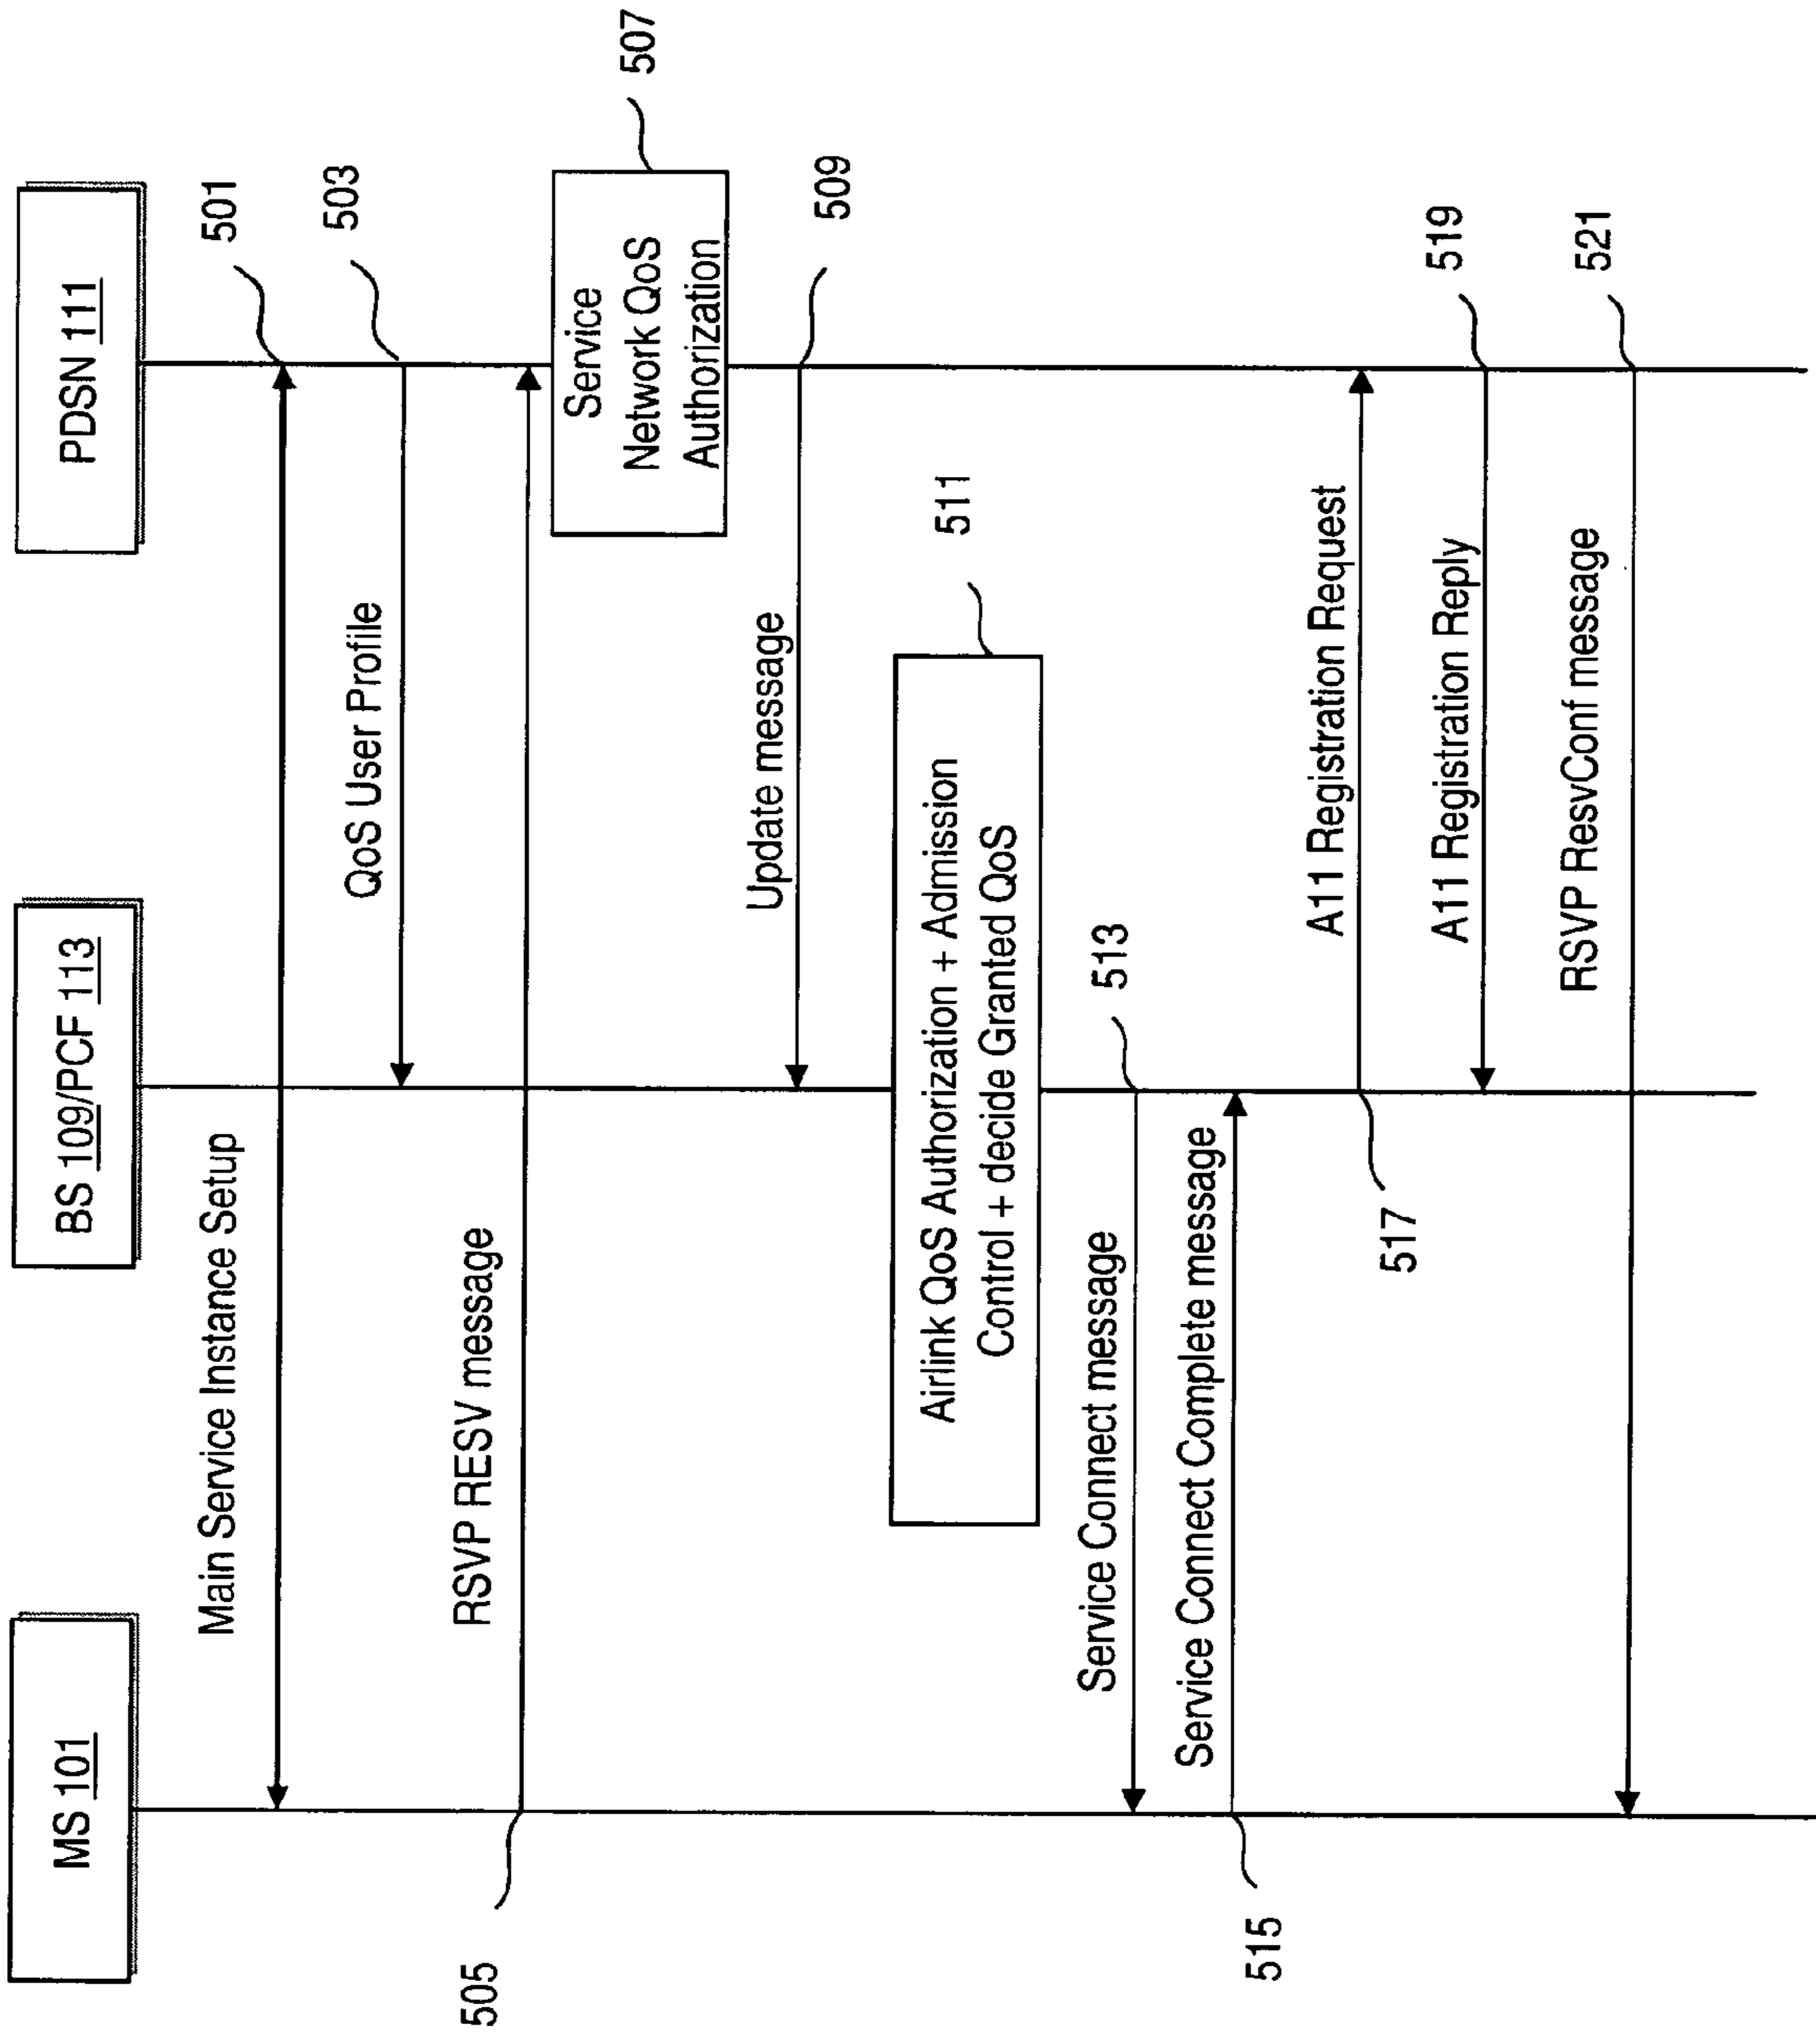 MS 101
BS 109/PCF 113
PDSN 111
Main Service Instance Setup
501
QoS User Profile
503
RSVP RESV message
505
Service
Network QoS
Authorization
507
Update message
509
Airlink QoS Authorization + Admission
Control + decide Granted QoS
511
Service Connect message
513
Service Connect Complete message
515
A11 Registration Request
517
A11 Registration Reply
519
RSVP ResvConf message
521